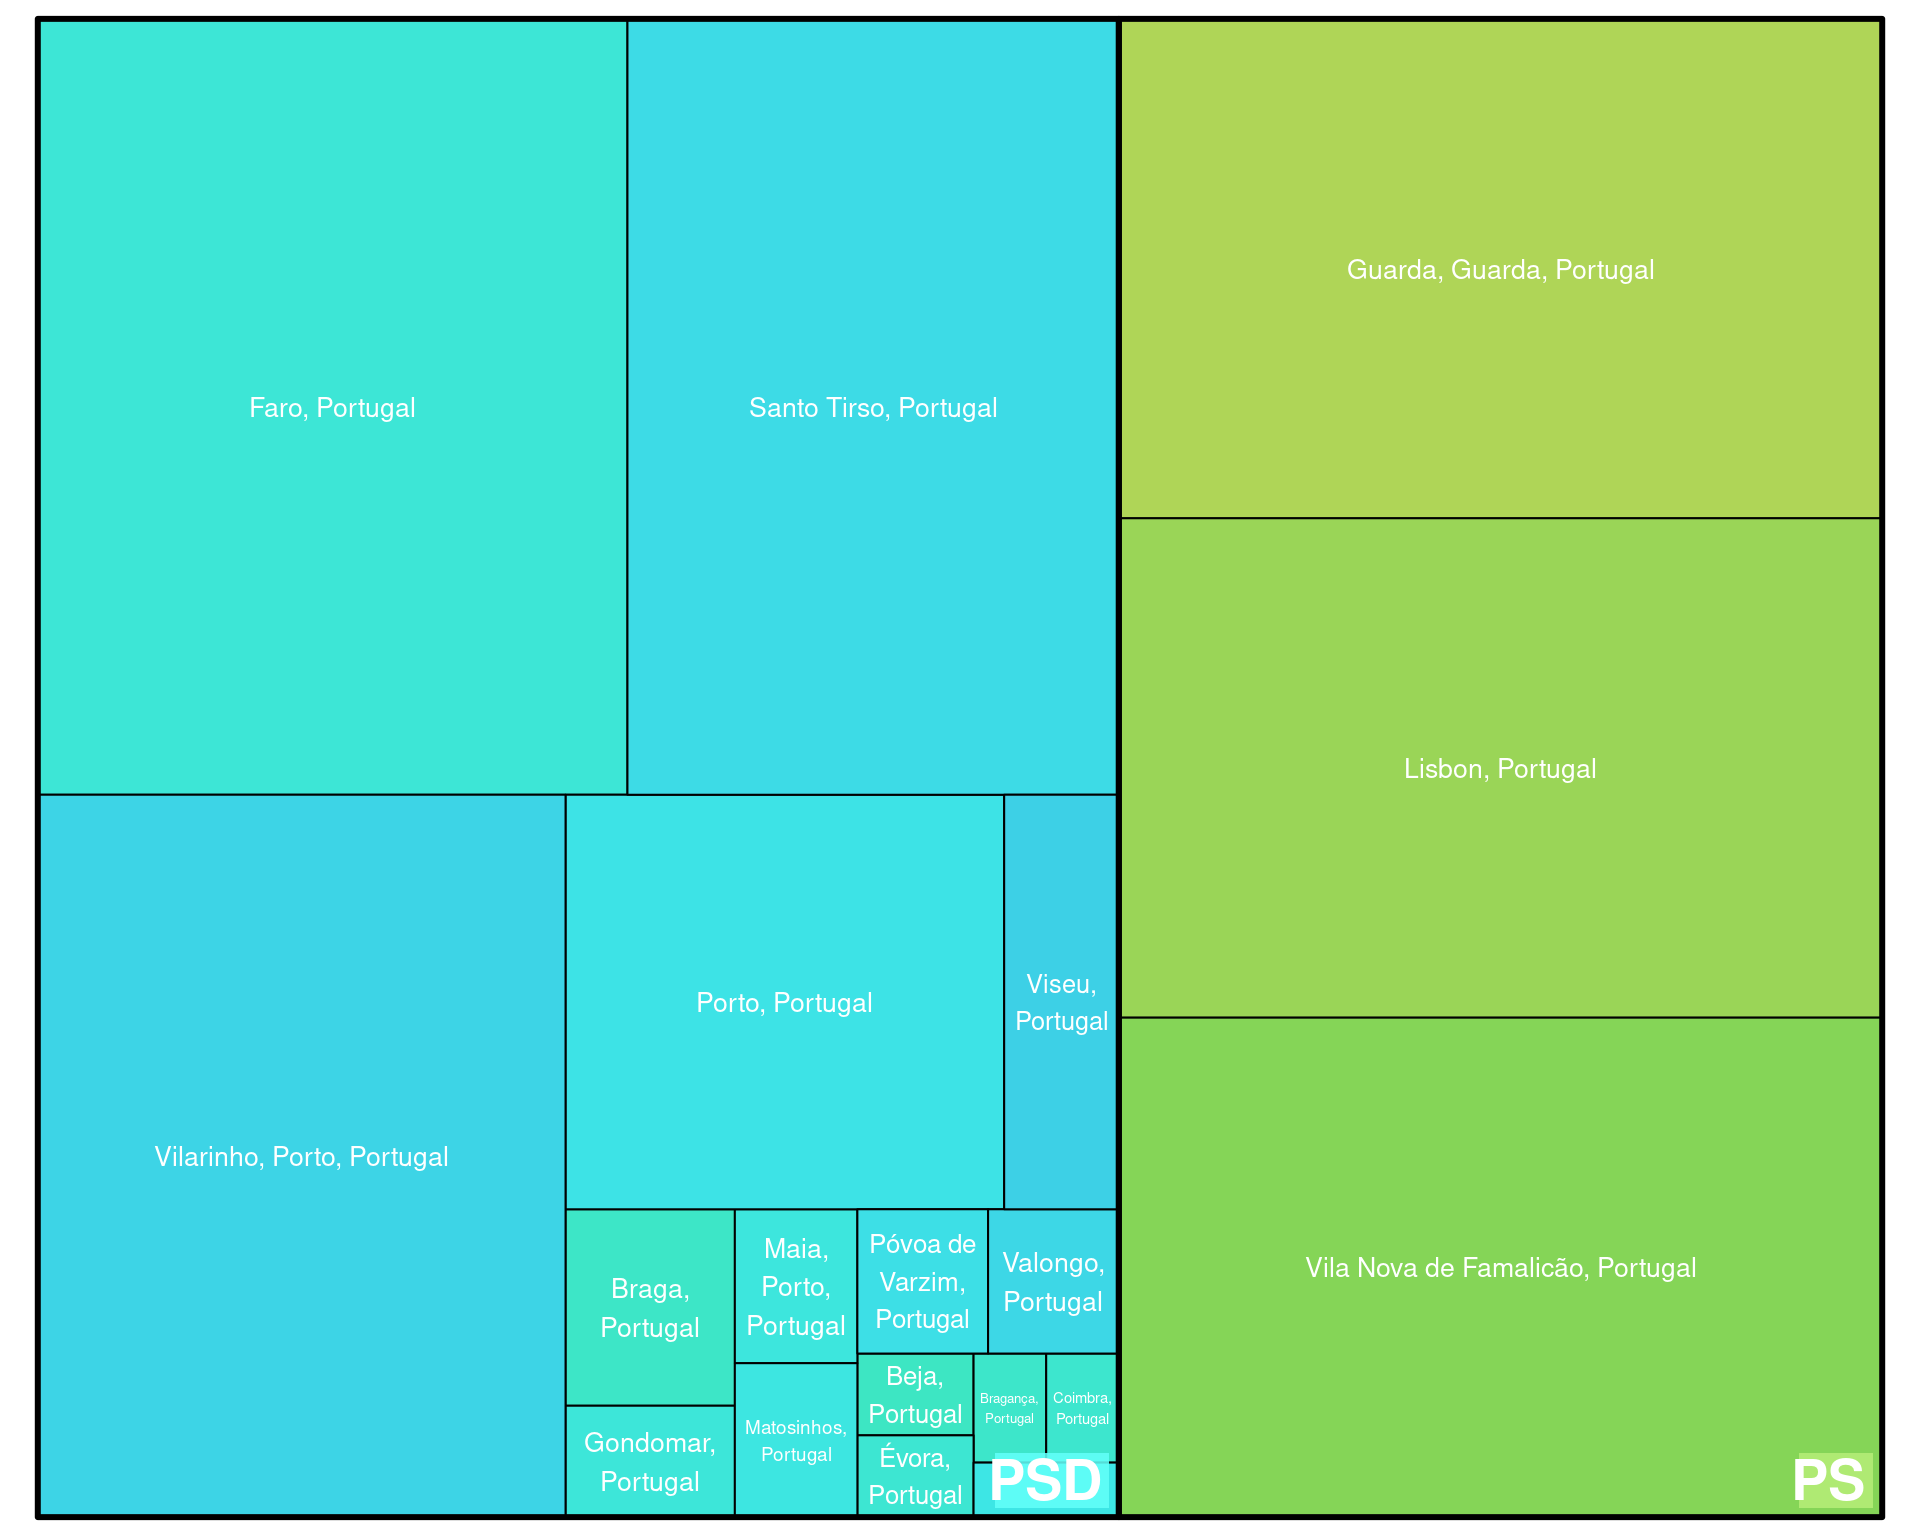 Faro, Portugal
Santo Tirso, Portugal
Guarda, Guarda, Portugal
Lisbon, Portugal
Vila Nova de Famalicão, Portugal
Vilarinho, Porto, Portugal
Porto, Portugal
Viseu,
Portugal
Braga,
Portugal
Maia,
Porto,
Portugal
Póvoa de
Varzim,
Portugal
Valongo,
Portugal
Gondomar,
Portugal
Matosinhos,
Portugal
Beja,
Portugal
Bragança,
Portugal
Coimbra,
Portugal
Évora,
Portugal
PSD
PS